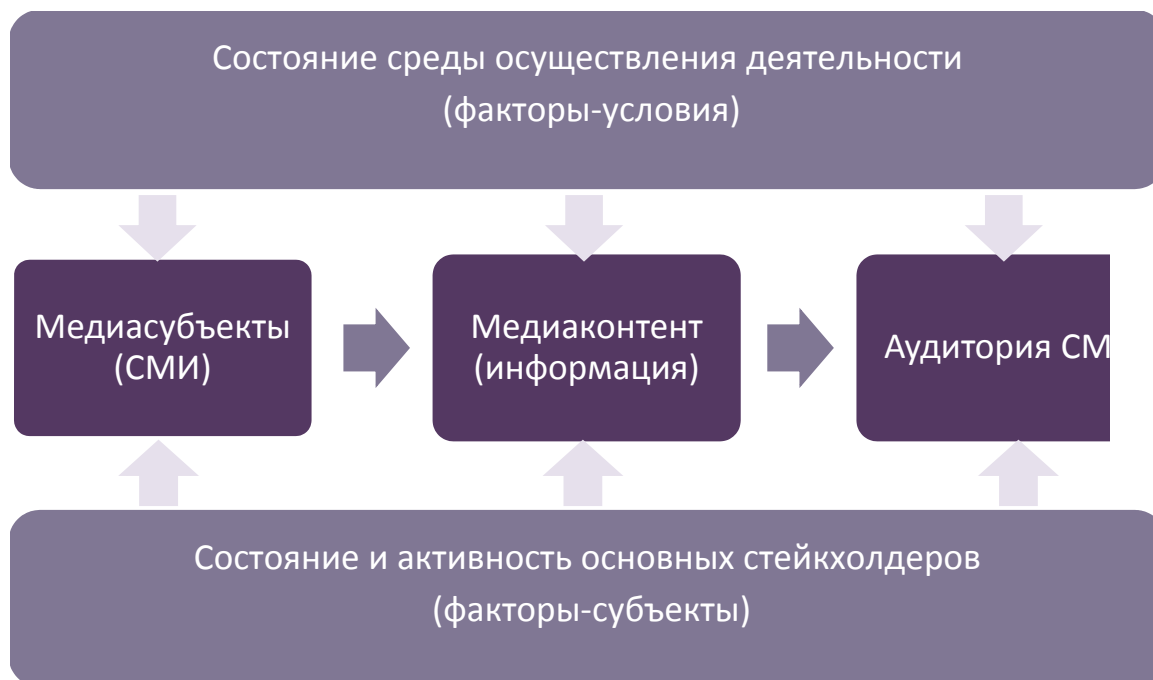 Состояние среды осуществления деятельности
(факторы-условия)
Медиасубъекты
(СМИ)
Медиаконтент
(информация)
Аудитория СМ
Состояние и активность основных стейкхолдеров
(факторы-субъекты)